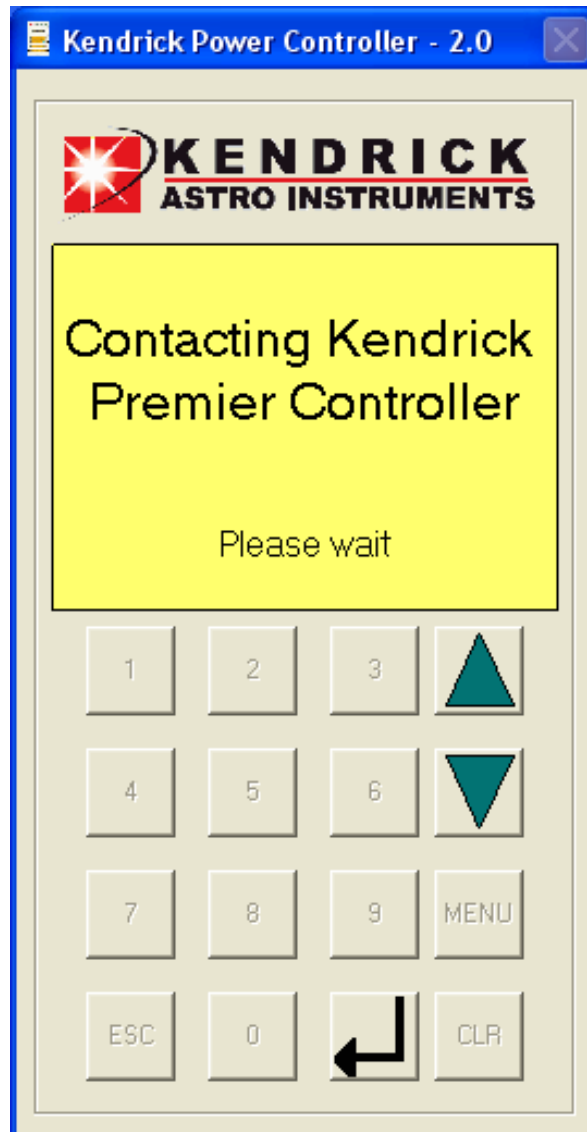 Kendrick Power Controller - 2.0
KENDRICK
ASTRO INSTRUMENTS
Contacting Kendrick
Premier Controller
Please wait
1 2 3
4 5 6
7 8 9 MENU
ESC 0 CLR